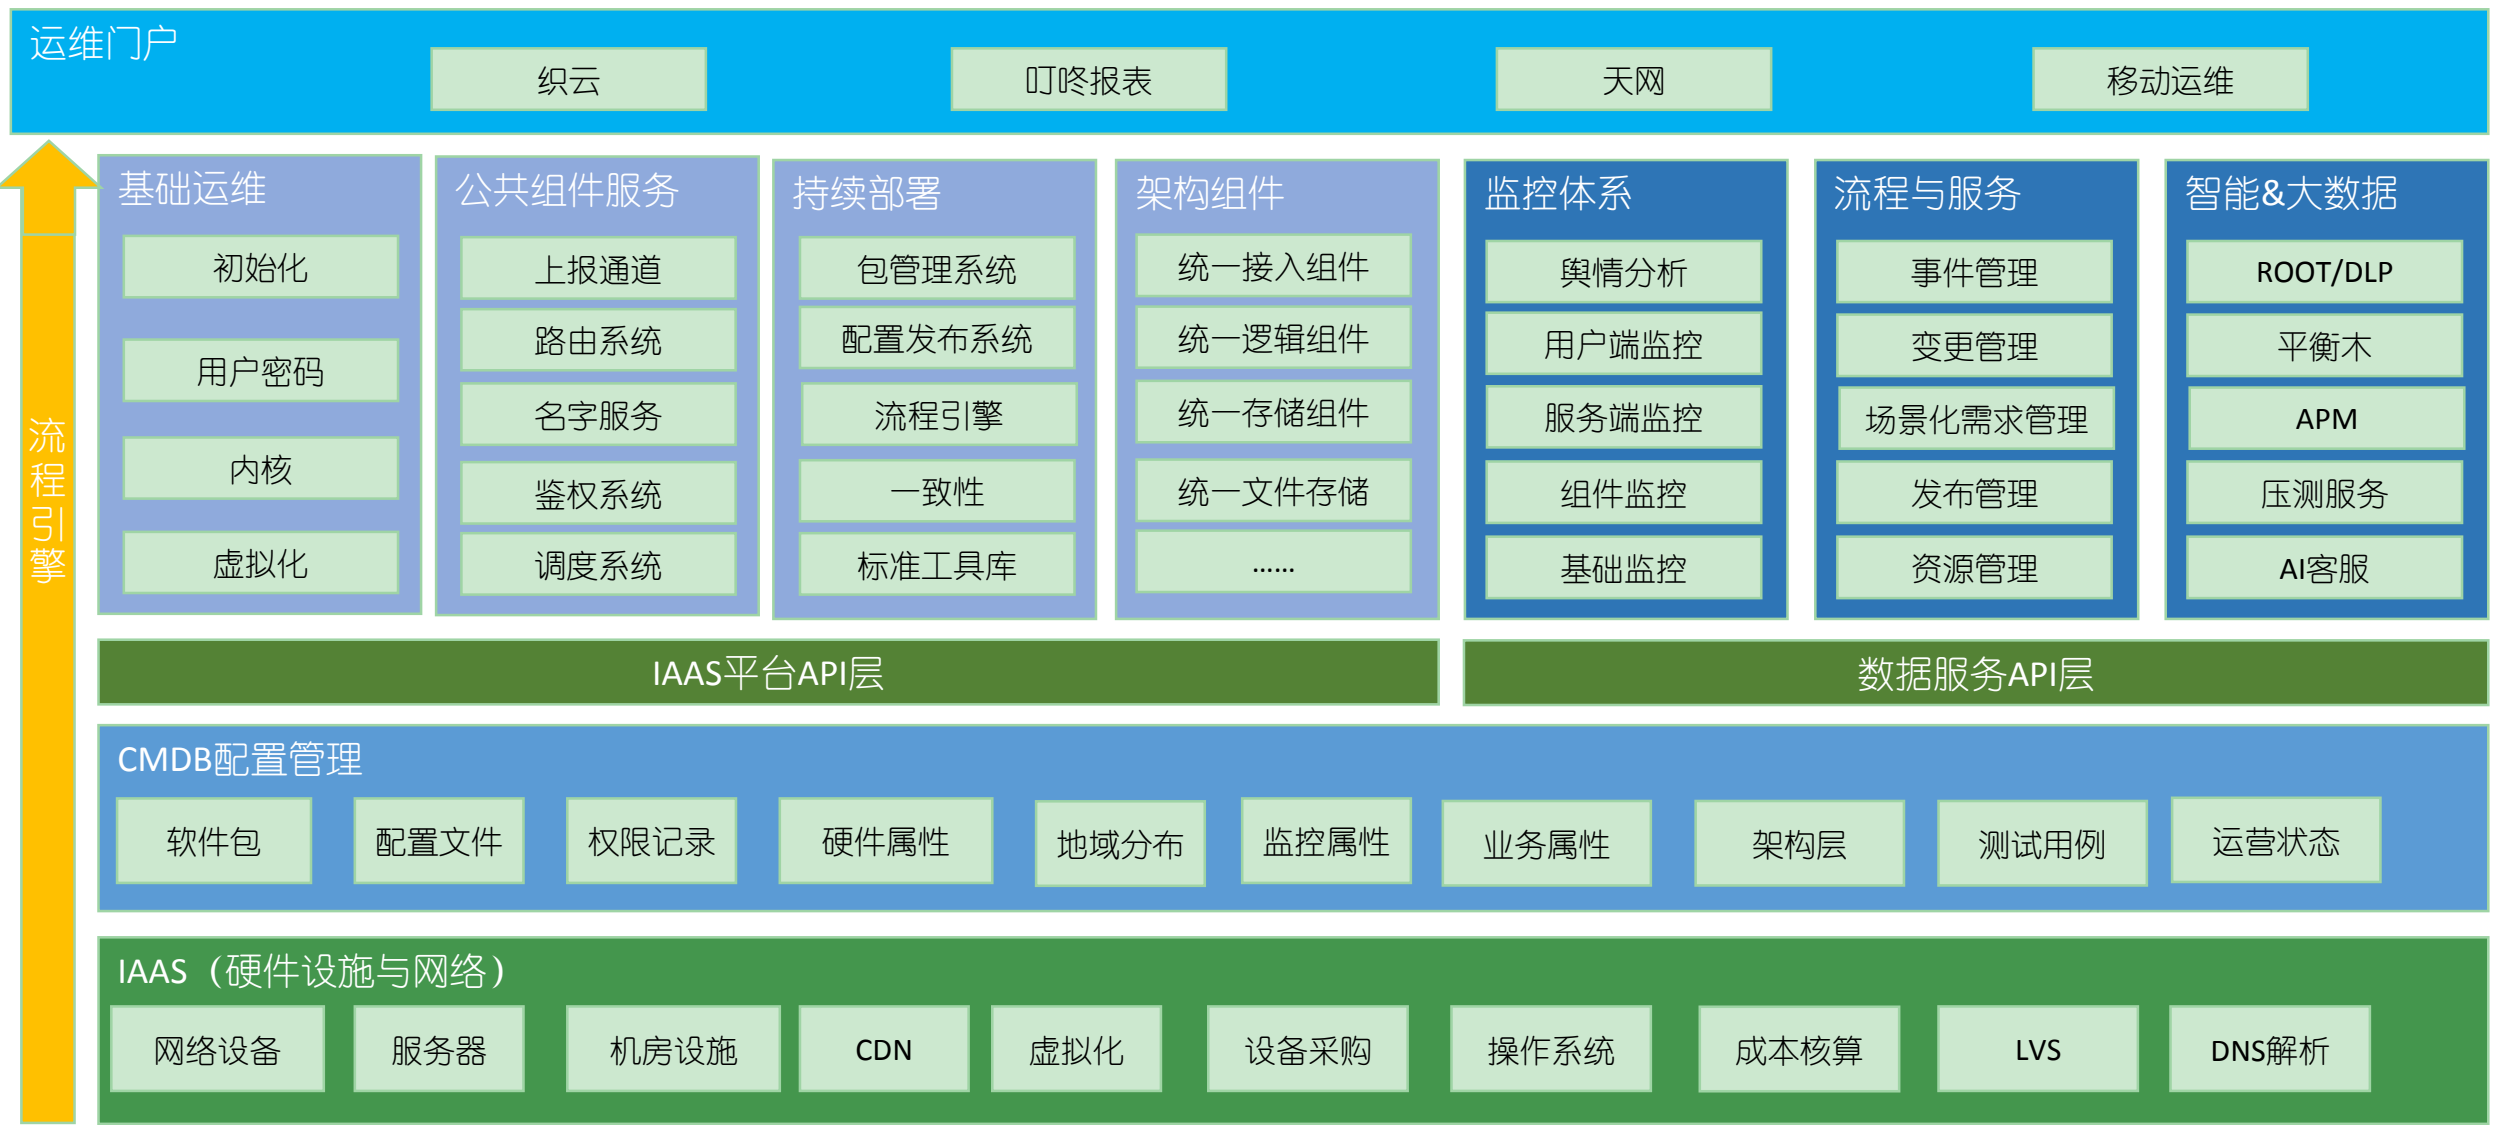 运维门户
织云
叮咚报表
天网
移动运维
基础运维
初始化
用户密码
内核
虚拟化
公共组件服务
上报通道
路由系统
名字服务
鉴权系统
调度系统
持续部署
包管理系统
配置发布系统
流程引擎
一致性
标准工具库
架构组件
统一接入组件
统一逻辑组件
统一存储组件
统一文件存储
......
监控体系
舆情分析
用户端监控
服务端监控
组件监控
基础监控
流程与服务
事件管理
变更管理
场景化需求管理
发布管理
资源管理
智能&大数据
ROOT/DLP
平衡木
APM
压测服务
AI客服
流程引擎
IAAS平台API层
数据服务API层
CMDB配置管理
软件包
配置文件
权限记录
硬件属性
地域分布
监控属性
业务属性
架构层
测试用例
运营状态
IAAS（硬件设施与网络）
网络设备
服务器
机房设施
CDN
虚拟化
设备采购
操作系统
成本核算
LVS
DNS解析